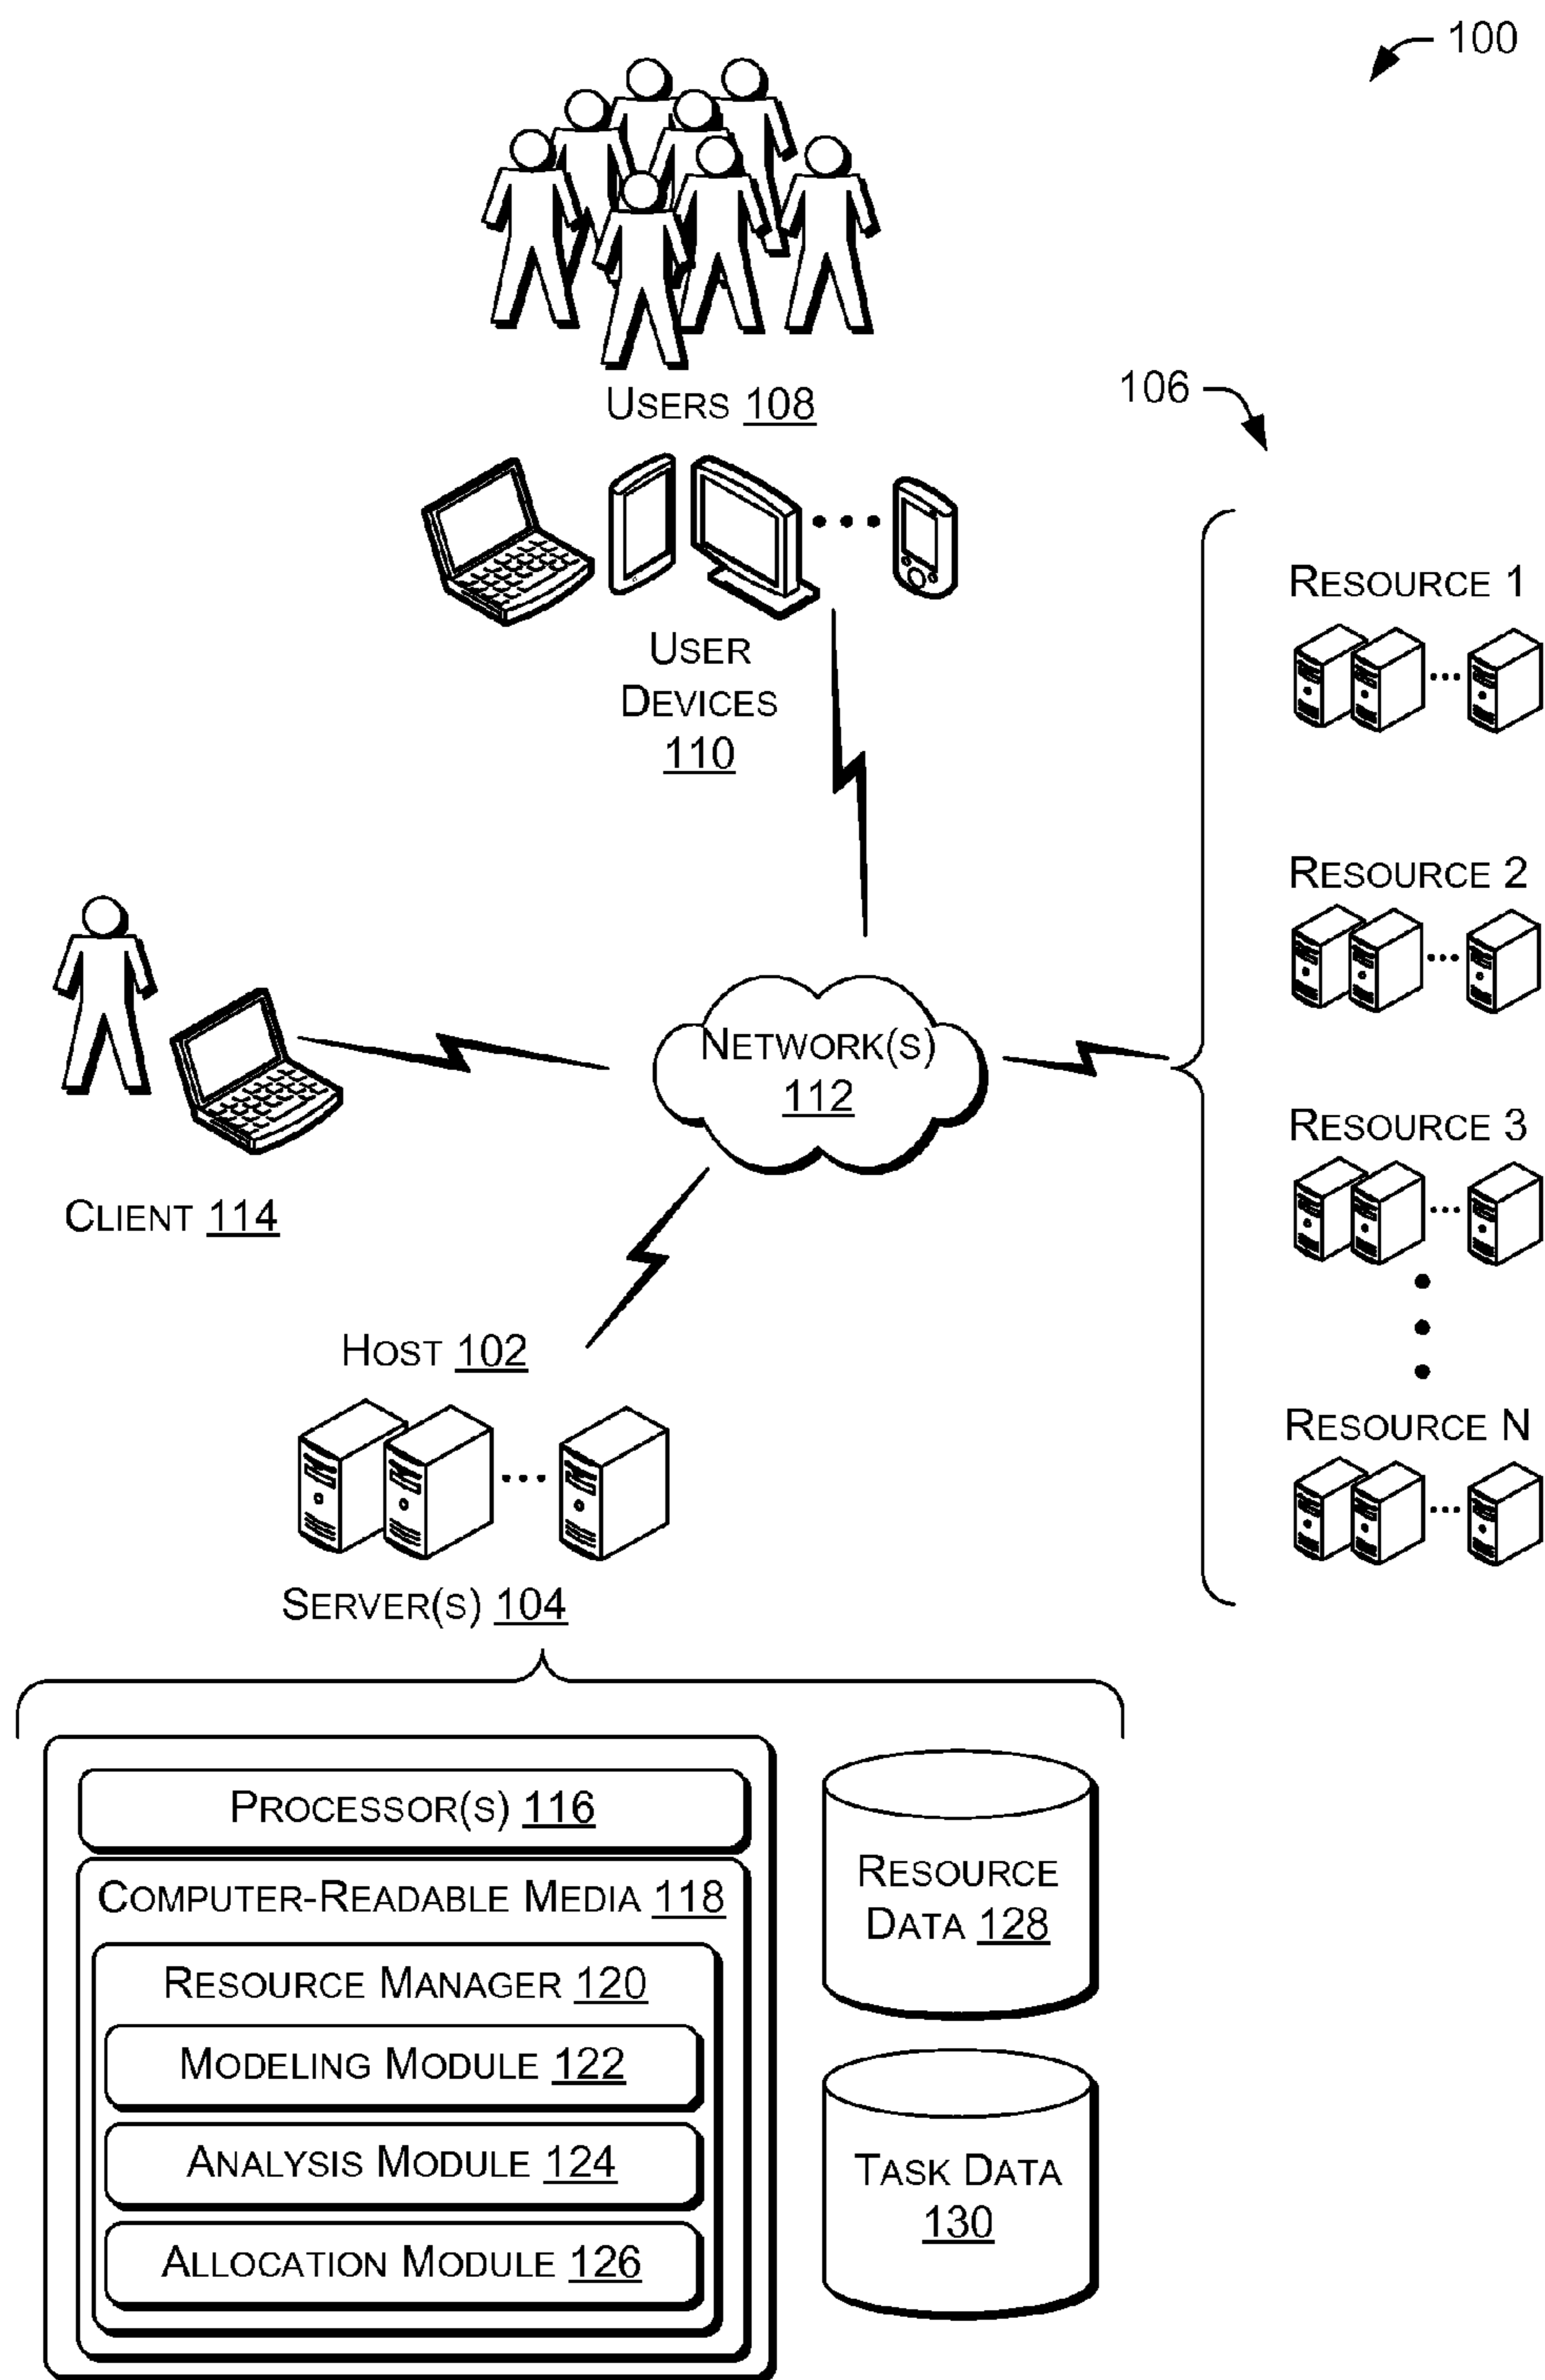 100
USERS 108
106
RESOURCE 1
USER
DEVICES
110
RESOURCE 2
NETWORK(S)
112
RESOURCE 3
CLIENT 114
HOST 102
RESOURCE N
SERVER(S) 104
PROCESSOR(S) 116
COMPUTER-READABLE MEDIA 118
RESOURCE MANAGER 120
MODELING MODULE 122
ANALYSIS MODULE 124
ALLOCATION MODULE 126
RESOURCE
DATA 128
TASK DATA
130